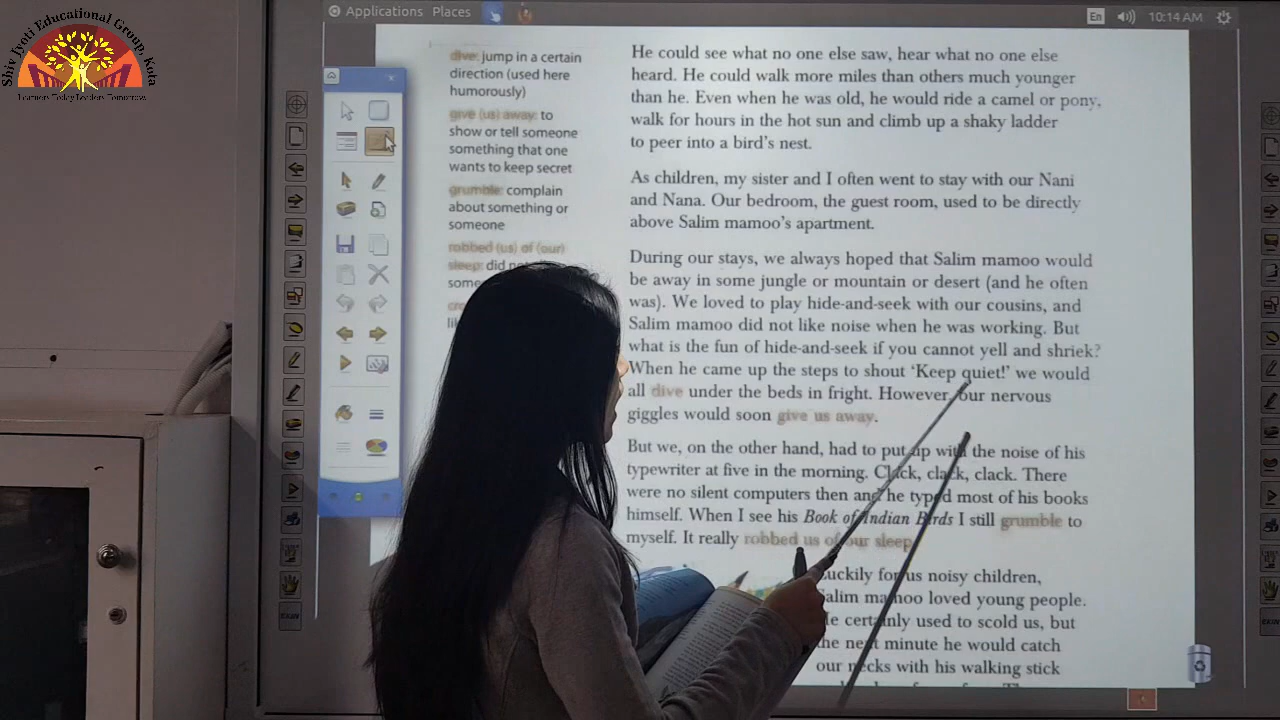 Shiv Jyoti Educational Group, Kota
Learners Today Leaders Tomorrow
Applications Places
En
10:14 AM
dive: jump in a certain
direction (used here
humorously)
give (us) away: to
show or tell someone
something that one
wants to keep secret
grumble: complain
about something or
someone
robbed (us) of (our)
sleep: did not
He could see what no one else saw, hear what no one else
heard. He could walk more miles than others much younger
than he. Even when he was old, he would ride a camel or pony,
walk for hours in the hot sun and climb up a shaky ladder
to peer into a bird's nest.
As children, my sister and I often went to stay with our Nani
and Nana. Our bedroom, the guest room, used to be directly
above Salim mamoo's apartment.
During our stays, we always hoped that Salim mamoo would
be away in some jungle or mountain or desert (and he often
was). We loved to play hide-and-seek with our cousins, and
Salim mamoo did not like noise when he was working. But
what is the fun of hide-and-seek if you cannot yell and shriek?
When he came up the steps to shout 'Keep quiet!' we would
all dive under the beds in fright. However, our nervous
giggles would soon give us away.
But we, on the other hand, had to put up with the noise of his
typewriter at five in the morning. Clack, clack, clack. There
were no silent computers then and he typed most of his books
himself. When I see his Book of Indian Birds I still grumble to
myself. It really robbed us of our sleep.
Luckily for us noisy children,
Salim mamoo loved young people.
He certainly used to scold us, but
the next minute he would catch
our necks with his walking stick